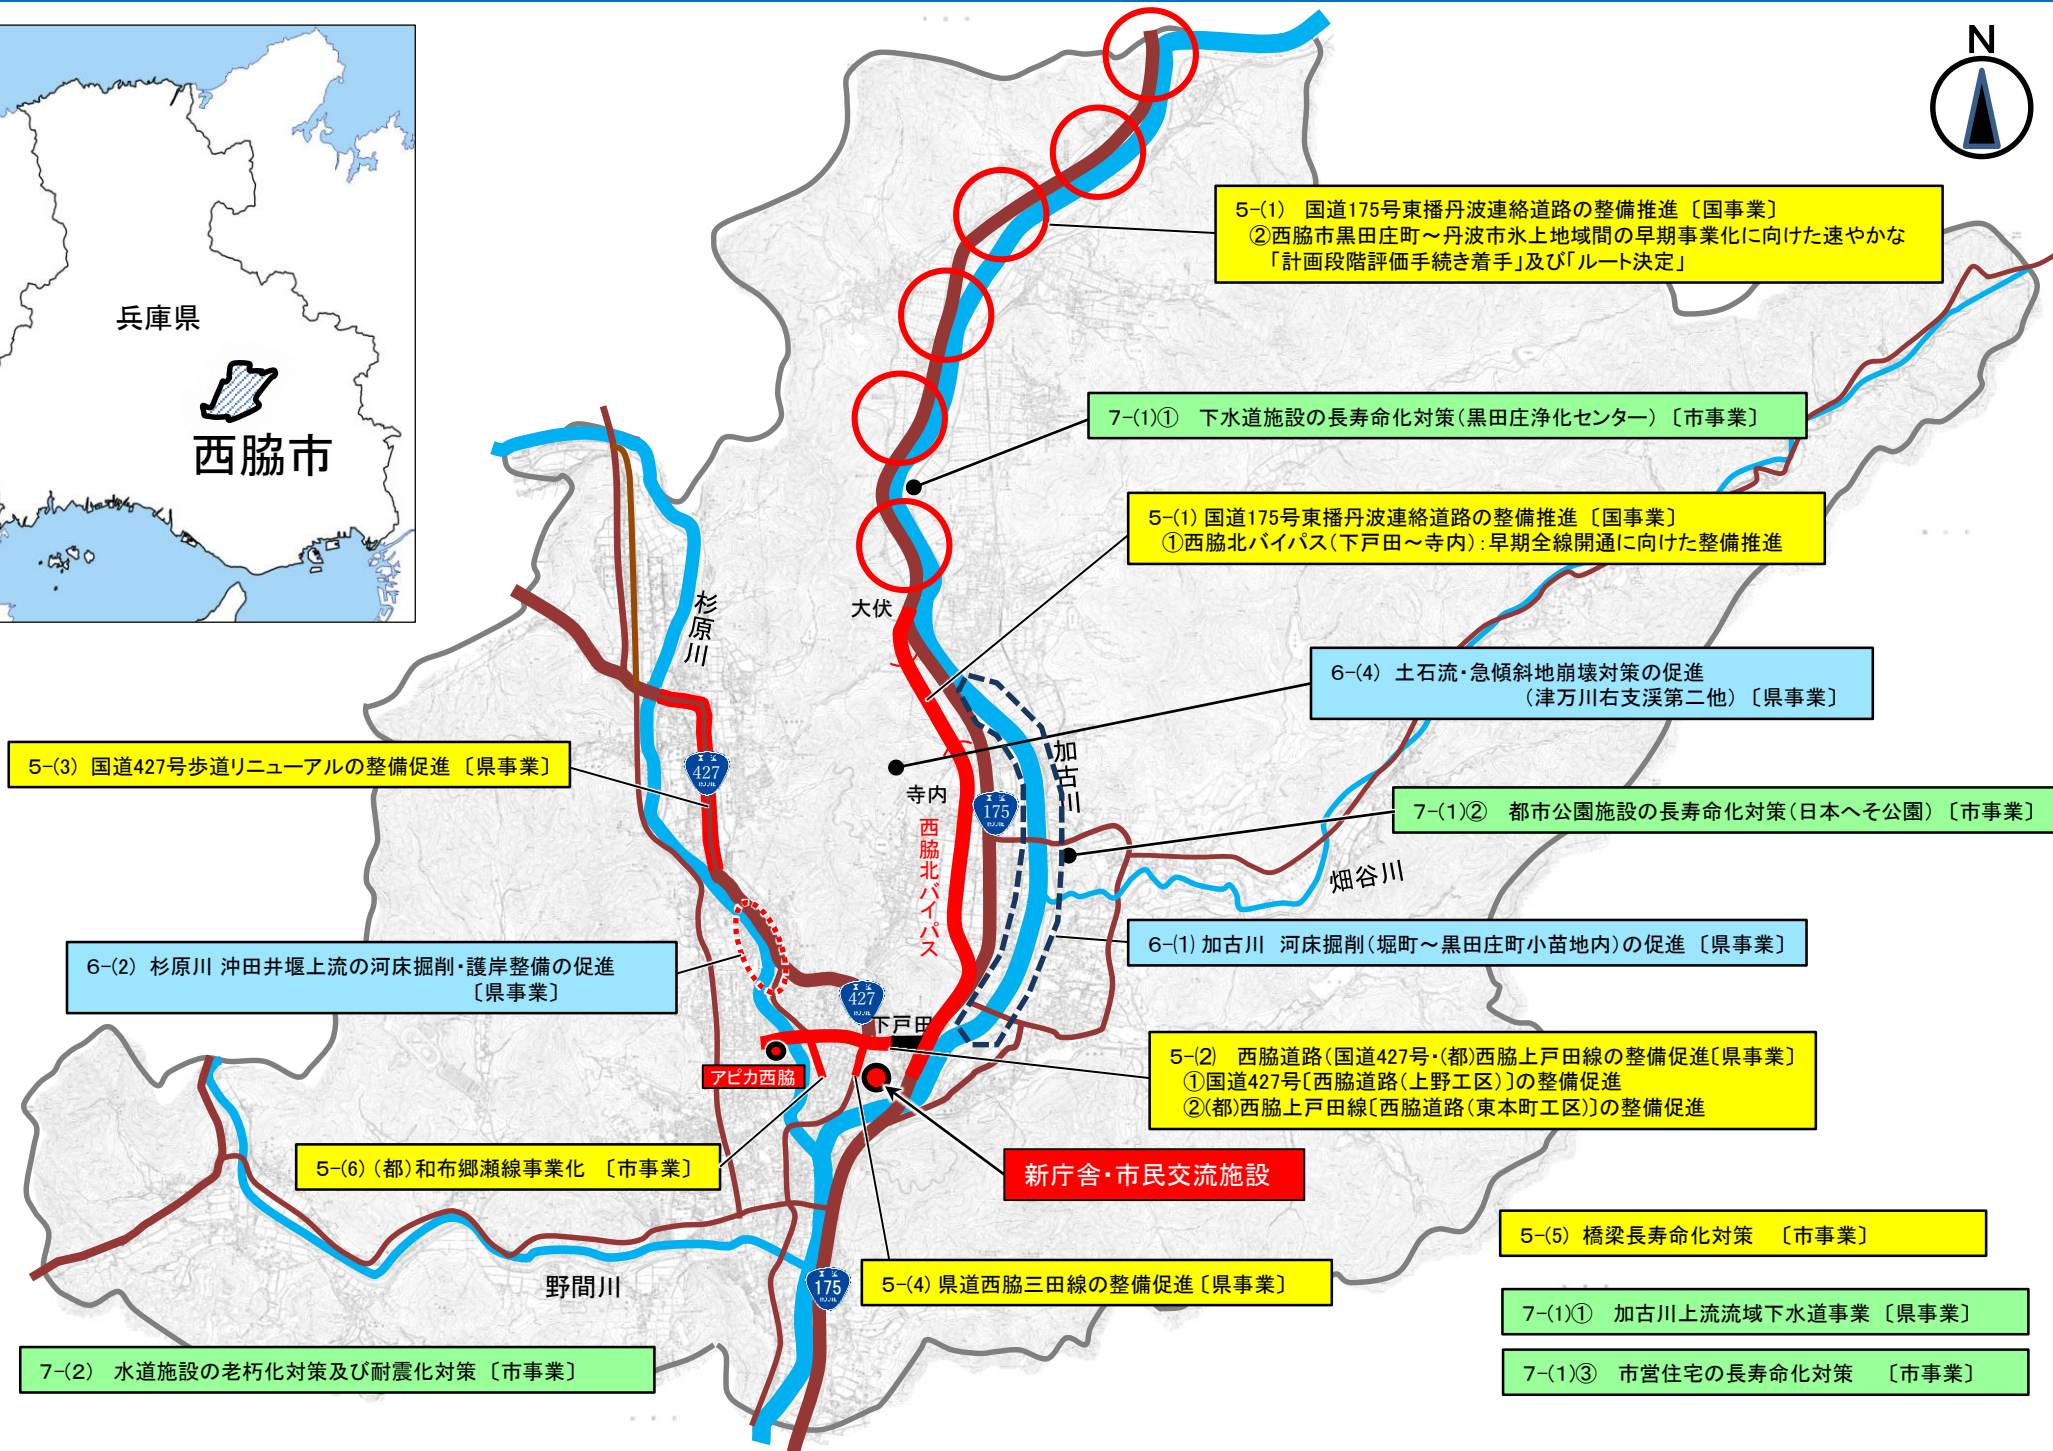 N
兵庫県
西脇市
5-(1)　国道175号東播丹波連絡道路の整備推進〔国事業〕
②西脇市黒田庄町～丹波市氷上地域間の早期事業化に向けた速やかな
「計画段階評価手続き着手」及び「ルート決定」
7-(1)①　下水道施設の長寿命化対策(黒田庄浄化センター)〔市事業〕
5-(1) 国道175号東播丹波連絡道路の整備推進〔国事業〕
①西脇北バイパス(下戸田～寺内):早期全線開通に向けた整備推進
大伏
杉原川
6-(4) 土石流・急傾斜地崩壊対策の促進
(津万川右支渓第二他)〔県事業〕
加古川
5-(3) 国道427号歩道リニューアルの整備促進〔県事業〕
427
ROUTE
寺内
175
ROUTE
西脇北バイパス
7-(1)②　都市公園施設の長寿命化対策(日本へそ公園)〔市事業〕
畑谷川
6-(1) 加古川 河床掘削(堀町～黒田庄町小苗地内)の促進〔県事業〕
6-(2) 杉原川 沖田井堰上流の河床掘削・護岸整備の促進
〔県事業〕
427
ROUTE
下戸田
アピカ西脇
5-(2)　西脇道路(国道427号・(都)西脇上戸田線の整備促進〔県事業〕
①国道427号〔西脇道路(上野工区)〕の整備促進
②(都)西脇上戸田線〔西脇道路(東本町工区)〕の整備促進
5-(6) (都)和布郷瀬線事業化　〔市事業〕
新庁舎・市民交流施設
5-(5) 橋梁長寿命化対策　〔市事業〕
野間川
175
ROUTE
5-(4) 県道西脇三田線の整備促進〔県事業〕
7-(1)①　加古川上流流域下水道事業〔県事業〕
7-(2)　水道施設の老朽化対策及び耐震化対策〔市事業〕
7-(1)③　市営住宅の長寿命化対策　〔市事業〕